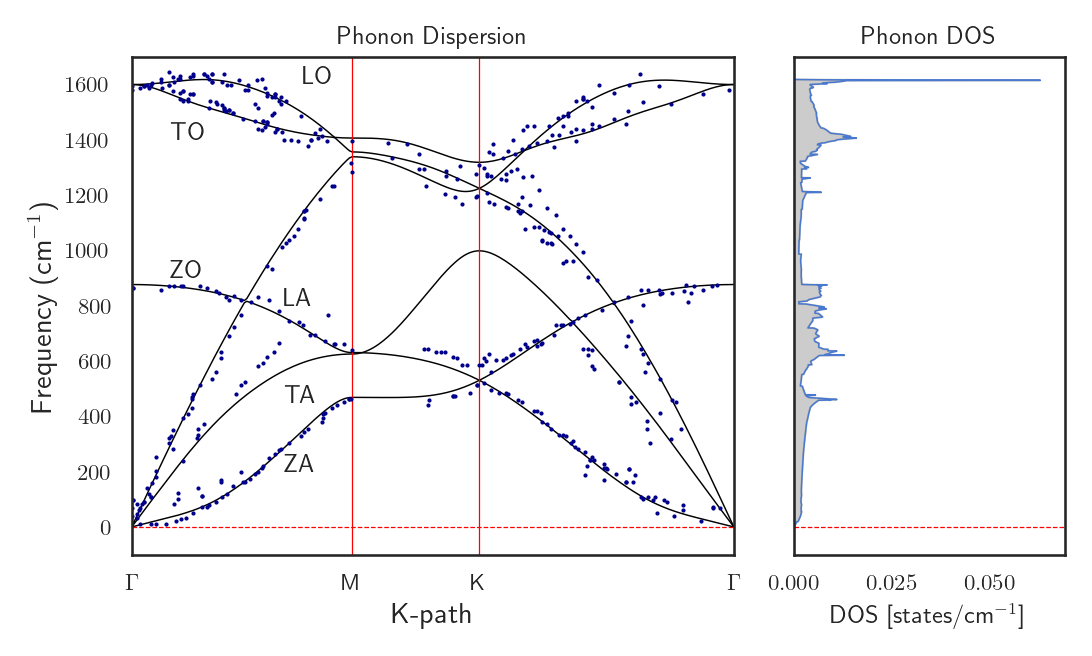 Phonon Dispersion
Phonon DOS
Frequency (cm⁻¹)
1600
1400
1200
1000
800
600
400
200
0
LO
TO
ZO
LA
TA
ZA
Γ M K Γ
K-path
0.000 0.025 0.050
DOS [states/cm⁻¹]